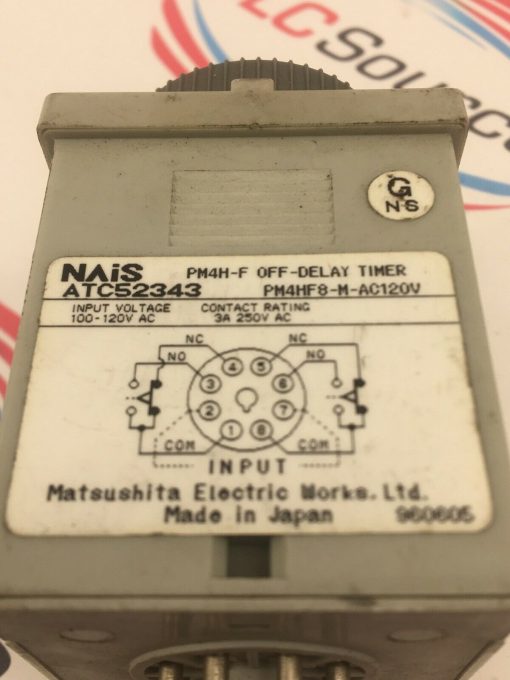 PLCSource
G
N-S
NAiS PM4H-F OFF-DELAY TIMER
ATC52343 PM4HF8-M-AC120V
INPUT VOLTAGE CONTACT RATING
100-120V AC 3A 250V AC
NC NC
NO 4 5 NO
3 6
2 7
1 8
COM COM
INPUT
Matsushita Electric Works, Ltd.
Made in Japan 960605